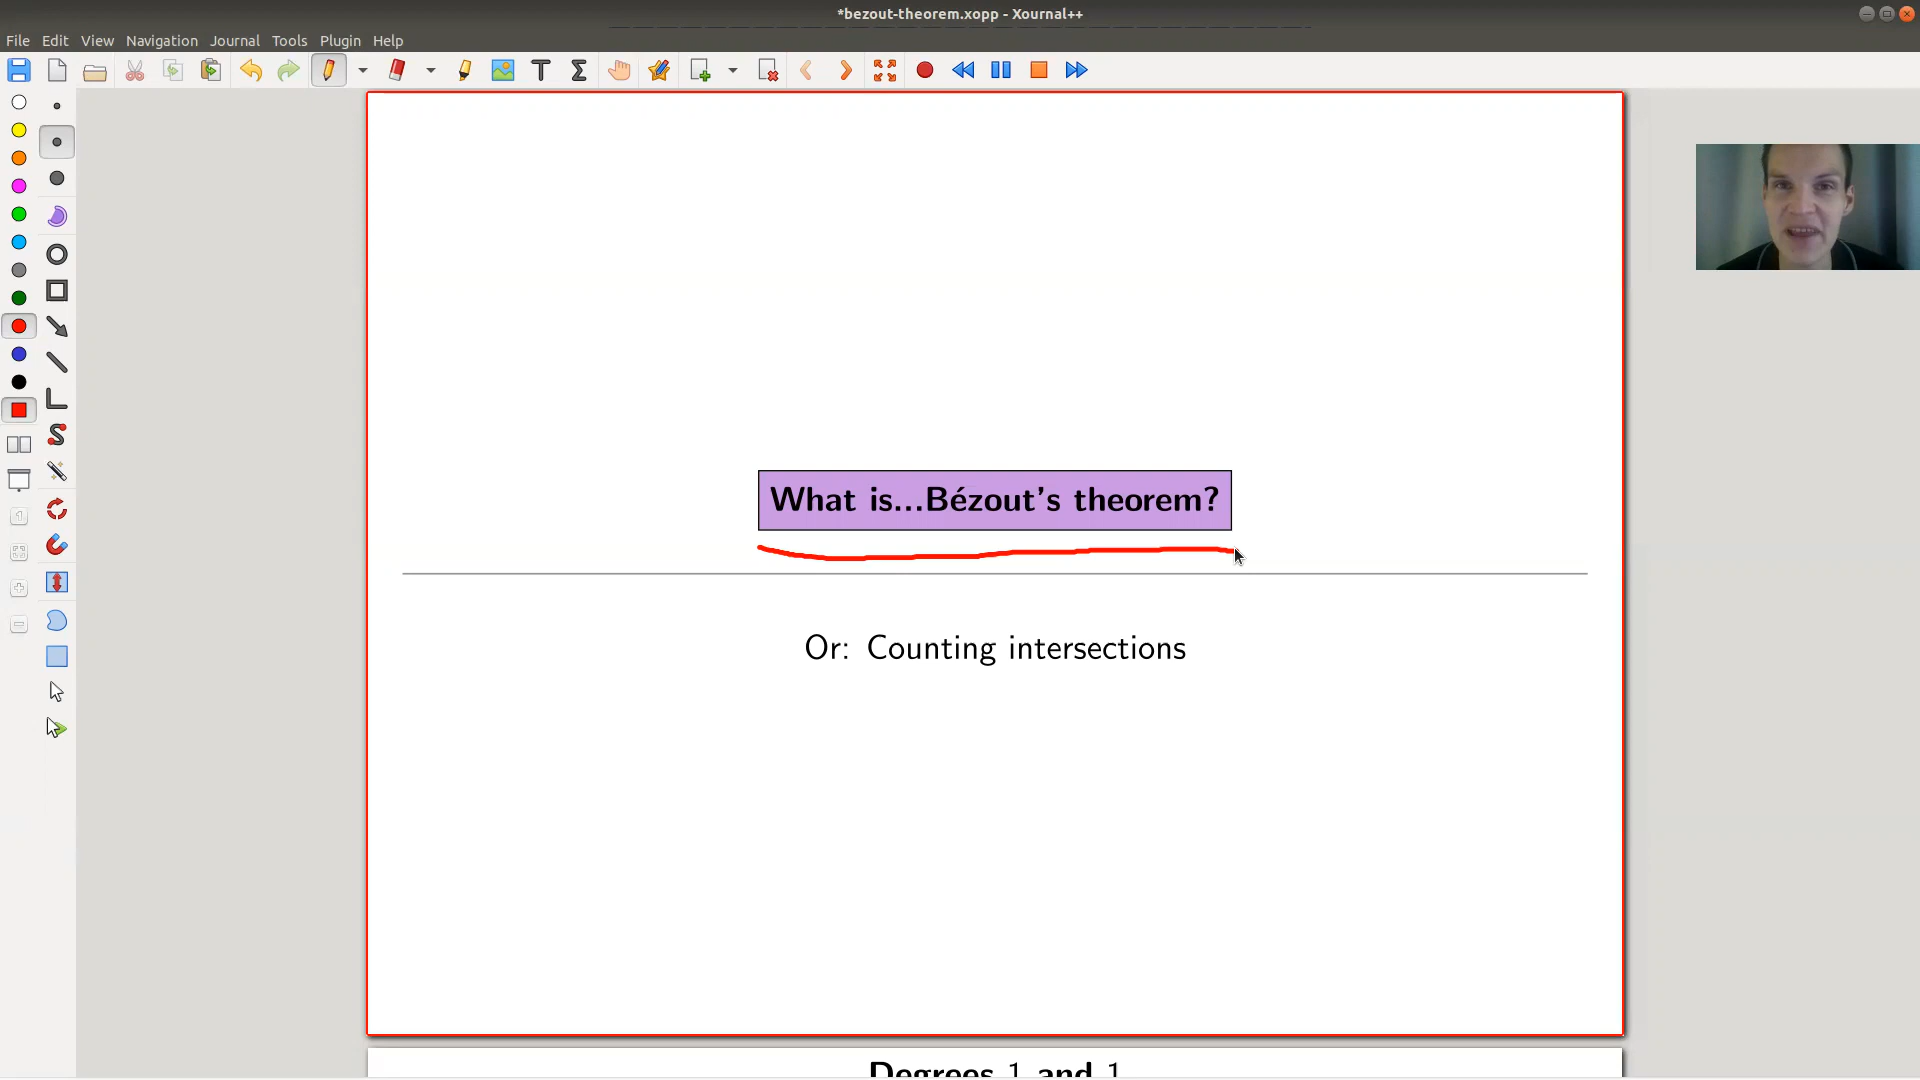 *bezout-theorem.xopp - Xournal++
File Edit View Navigation Journal Tools Plugin Help
What is...Bézout's theorem?
Or: Counting intersections
Degrees 1 and 1